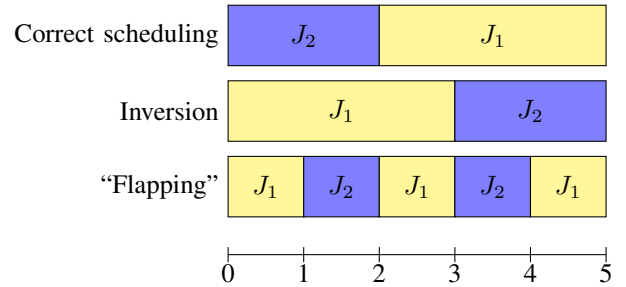 Correct scheduling J₂ J₁
Inversion J₁ J₂
“Flapping” J₁ J₂ J₁ J₂ J₁
0 1 2 3 4 5